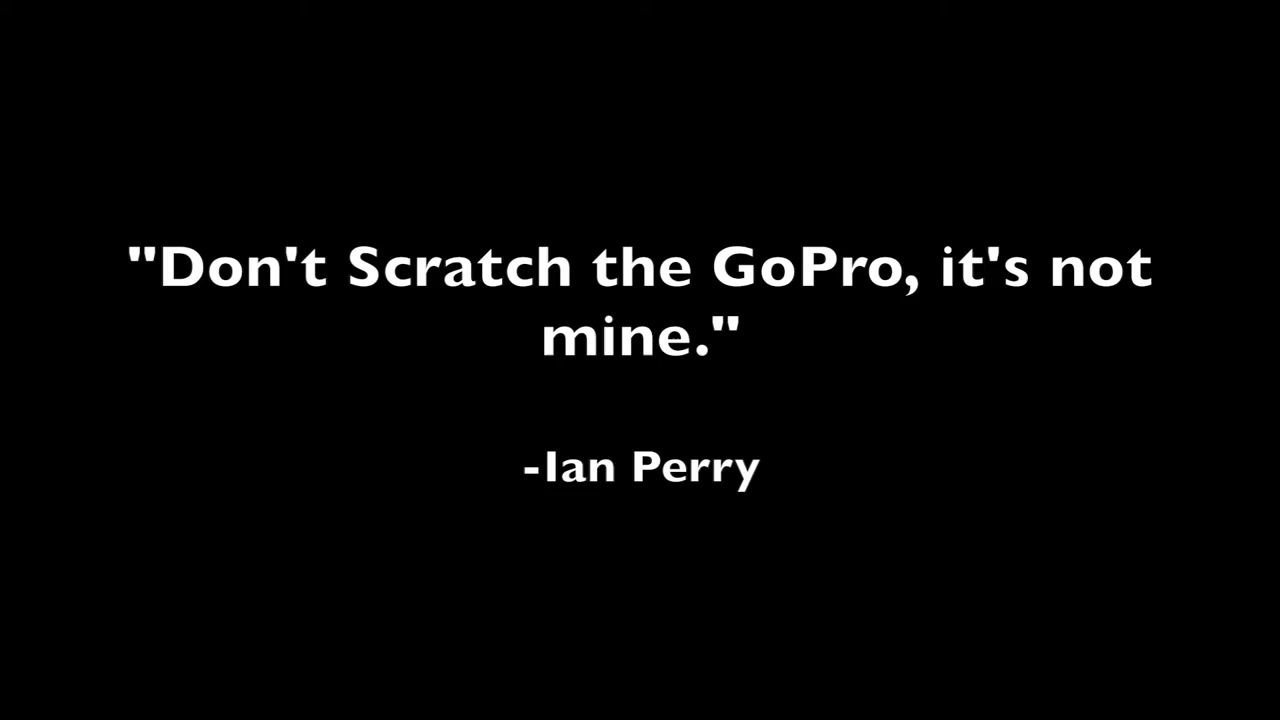 "Don't Scratch the GoPro, it's not
mine."
-Ian Perry